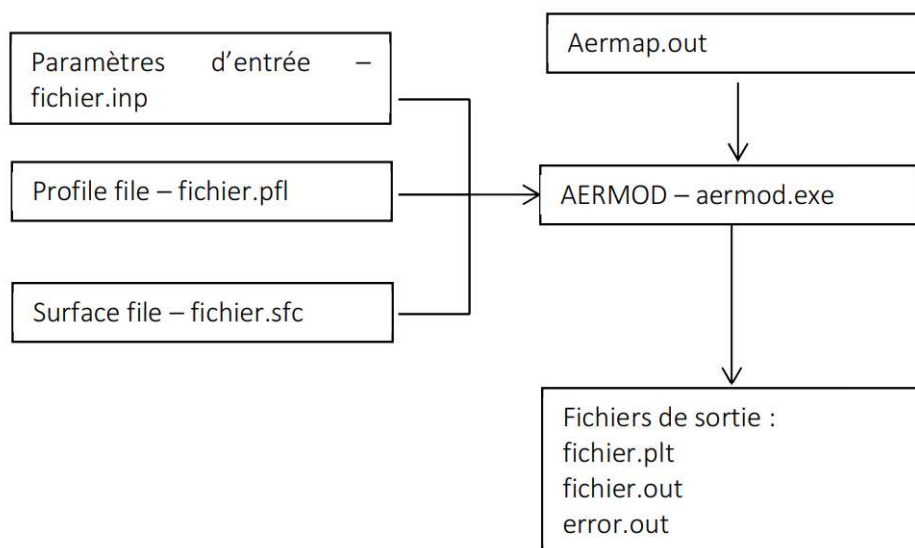 Paramètres d'entrée –
fichier.inp
Aermap.out
Profile file – fichier.pfl
AERMOD – aermod.exe
Surface file – fichier.sfc
Fichiers de sortie :
fichier.plt
fichier.out
error.out